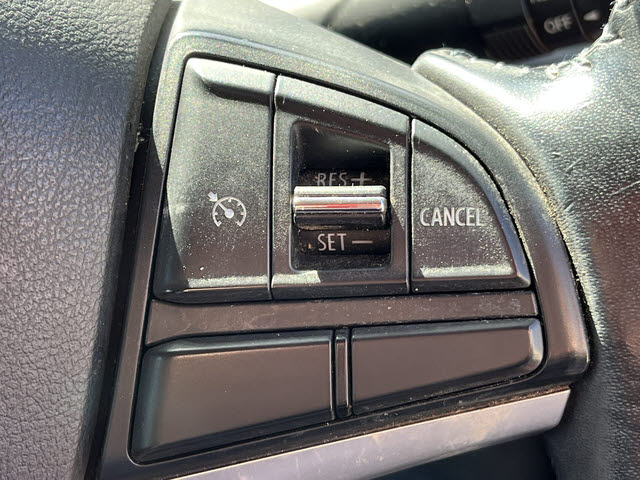 OFF
RES +
SET −
CANCEL